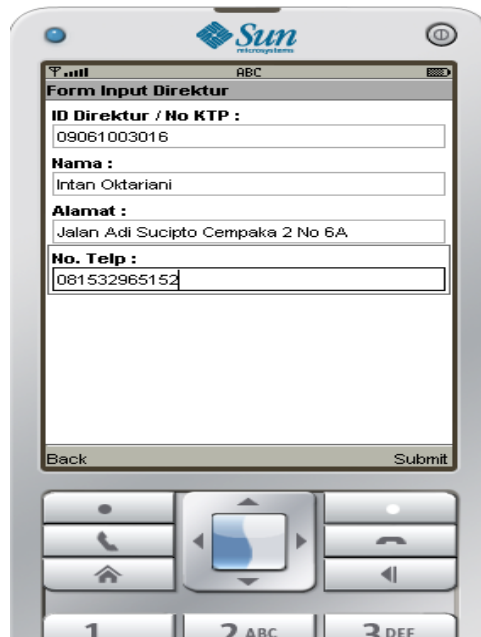 Sun
microsystems
ABC
Form Input Direktur
ID Direktur / No KTP :
09061003016
Nama :
Intan Oktariani
Alamat :
Jalan Adi Sucipto Cempaka 2 No 6A
No. Telp :
081532965152
Back Submit
1 2 ABC 3 DEF